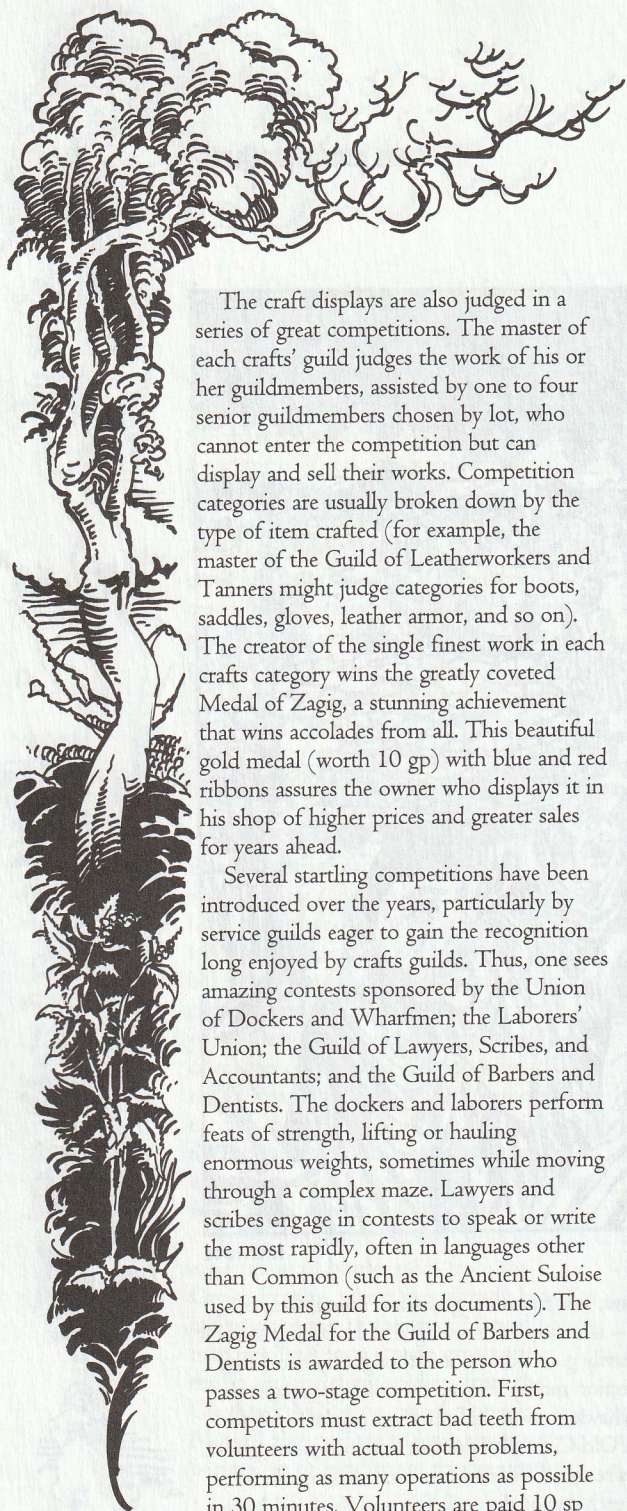 The craft displays are also judged in a
series of great competitions. The master of
each crafts’ guild judges the work of his or
her guildmembers, assisted by one to four
senior guildmembers chosen by lot, who
cannot enter the competition but can
display and sell their works. Competition
categories are usually broken down by the
type of item crafted (for example, the
master of the Guild of Leatherworkers and
Tanners might judge categories for boots,
saddles, gloves, leather armor, and so on).
The creator of the single finest work in each
crafts category wins the greatly coveted
Medal of Zagig, a stunning achievement
that wins accolades from all. This beautiful
gold medal (worth 10 gp) with blue and red
ribbons assures the owner who displays it in
his shop of higher prices and greater sales
for years ahead.
Several startling competitions have been
introduced over the years, particularly by
service guilds eager to gain the recognition
long enjoyed by crafts guilds. Thus, one sees
amazing contests sponsored by the Union
of Dockers and Wharfmen; the Laborers’
Union; the Guild of Lawyers, Scribes, and
Accountants; and the Guild of Barbers and
Dentists. The dockers and laborers perform
feats of strength, lifting or hauling
enormous weights, sometimes while moving
through a complex maze. Lawyers and
scribes engage in contests to speak or write
the most rapidly, often in languages other
than Common (such as the Ancient Suloise
used by this guild for its documents). The
Zagig Medal for the Guild of Barbers and
Dentists is awarded to the person who
passes a two-stage competition. First,
competitors must extract bad teeth from
volunteers with actual tooth problems,
performing as many operations as possible
in 30 minutes. Volunteers are paid 10 sp